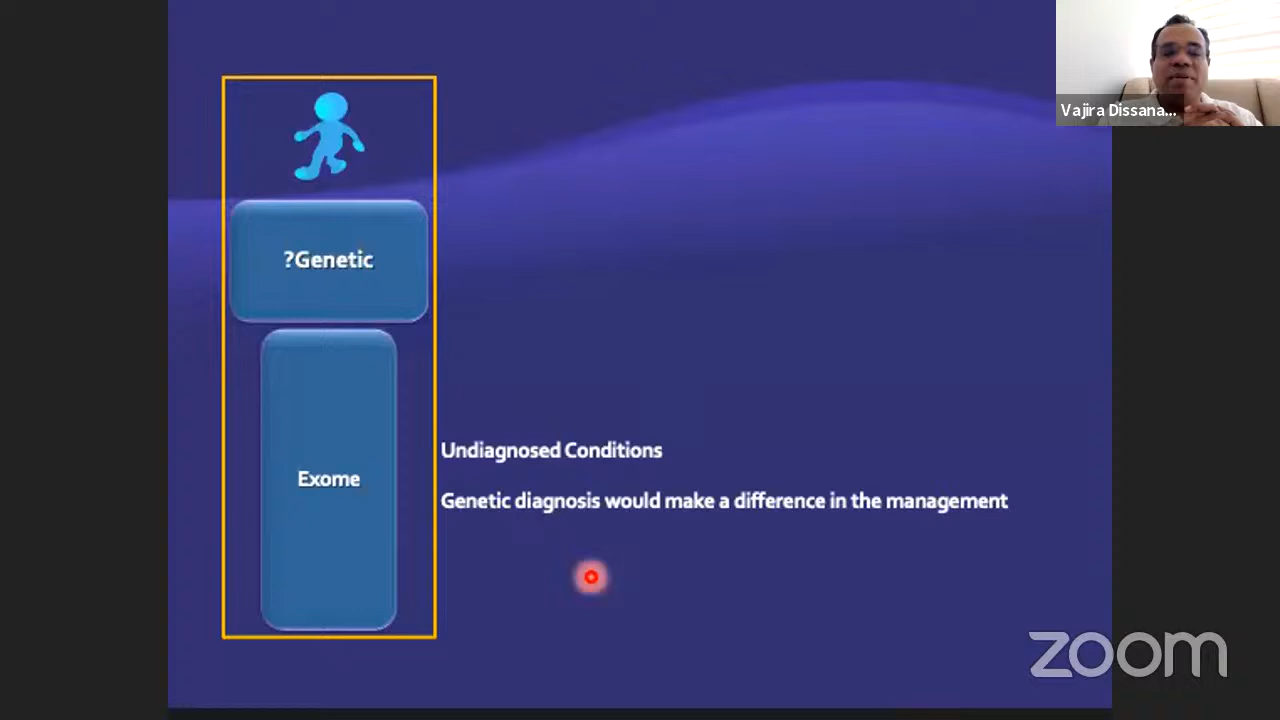 Vajira Dissana...
?Genetic
Exome
Undiagnosed Conditions
Genetic diagnosis would make a difference in the management
zoom